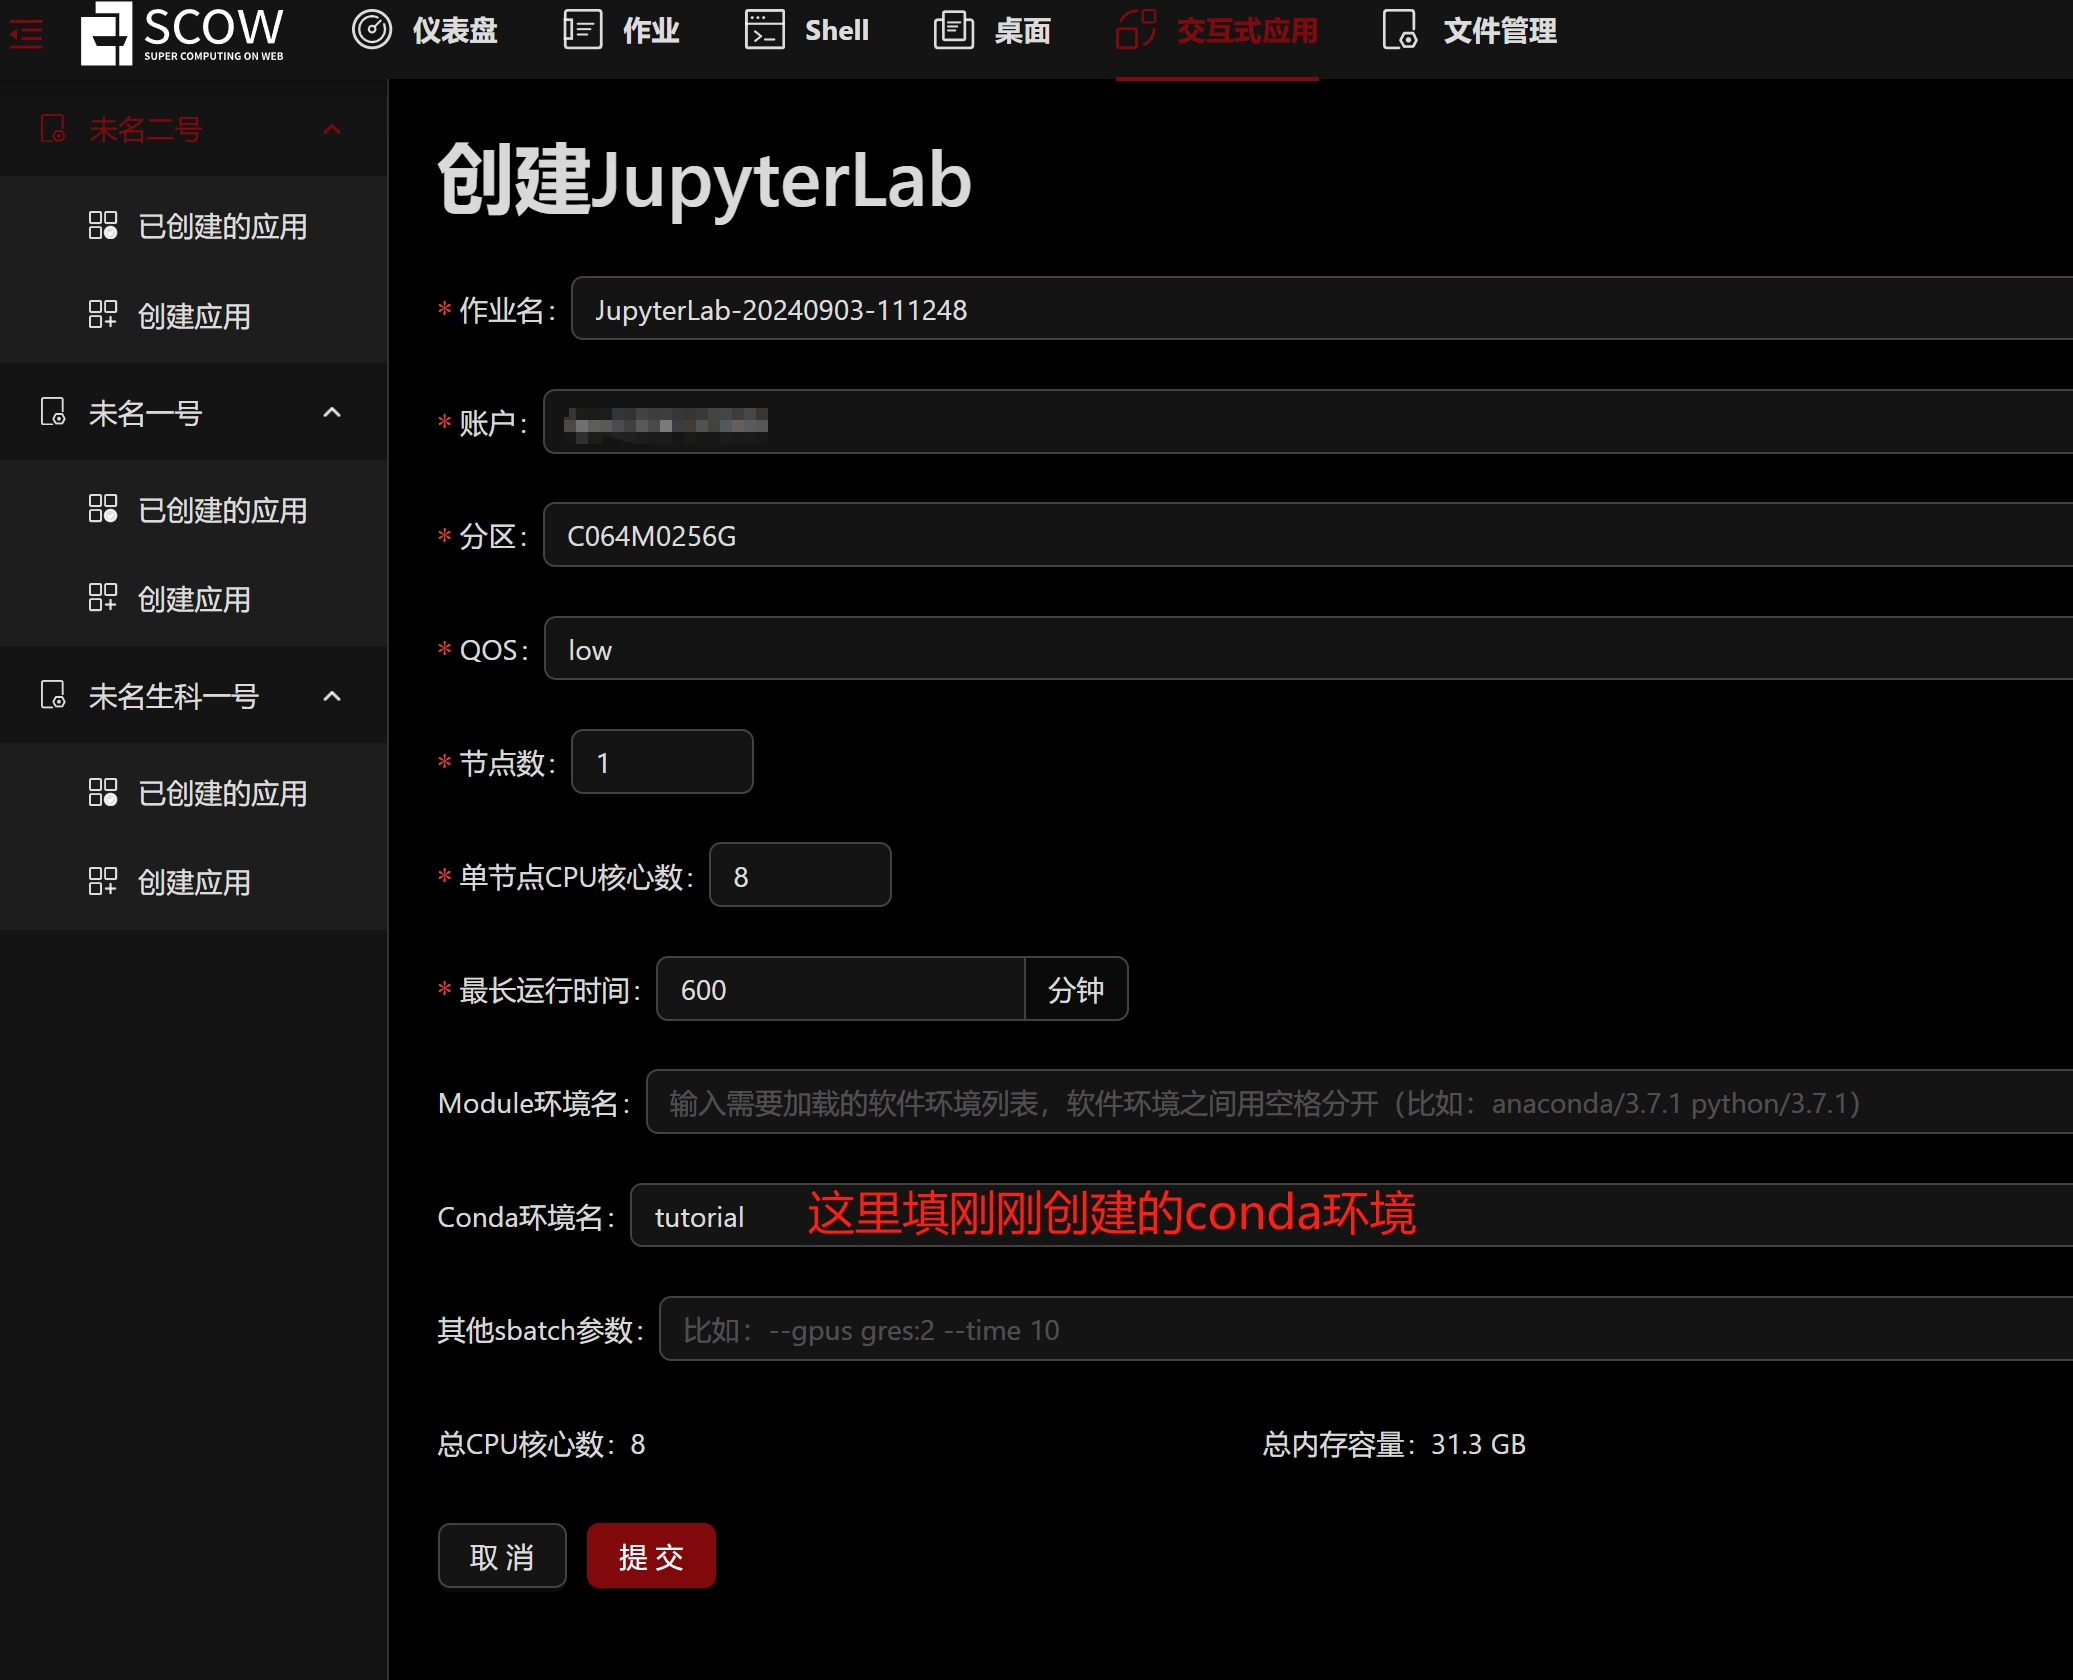 SCOW
SUPER COMPUTING ON WEB
仪表盘
作业
Shell
桌面
交互式应用
文件管理
未名二号
已创建的应用
创建应用
未名一号
已创建的应用
创建应用
未名生科一号
已创建的应用
创建应用
创建JupyterLab
* 作业名: JupyterLab-20240903-111248
* 账户:
* 分区: C064M0256G
* QOS: low
* 节点数: 1
* 单节点CPU核心数: 8
* 最长运行时间: 600 分钟
Module环境名: 输入需要加载的软件环境列表，软件环境之间用空格分开（比如：anaconda/3.7.1 python/3.7.1）
Conda环境名: tutorial 这里填刚刚创建的conda环境
其他sbatch参数: 比如：--gpus gres:2 --time 10
总CPU核心数：8 总内存容量：31.3 GB
取 消 提 交